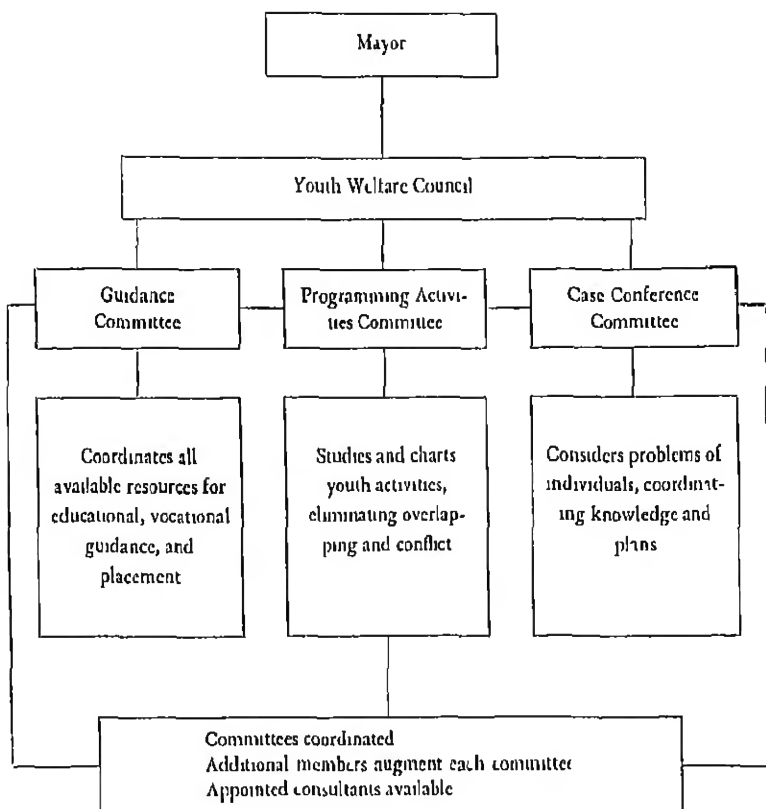 Mayor
Youth Welfare Council
Guidance
Committee
Programming Activi-
ties Committee
Case Conference
Committee
Coordinates all
available resources for
educational, vocational
guidance, and
placement
Studies and charts
youth activities,
eliminating overlap-
ping and conflict
Considers problems of
individuals, coordinat-
ing knowledge and
plans
Committees coordinated
Additional members augment each committee
Appointed consultants available